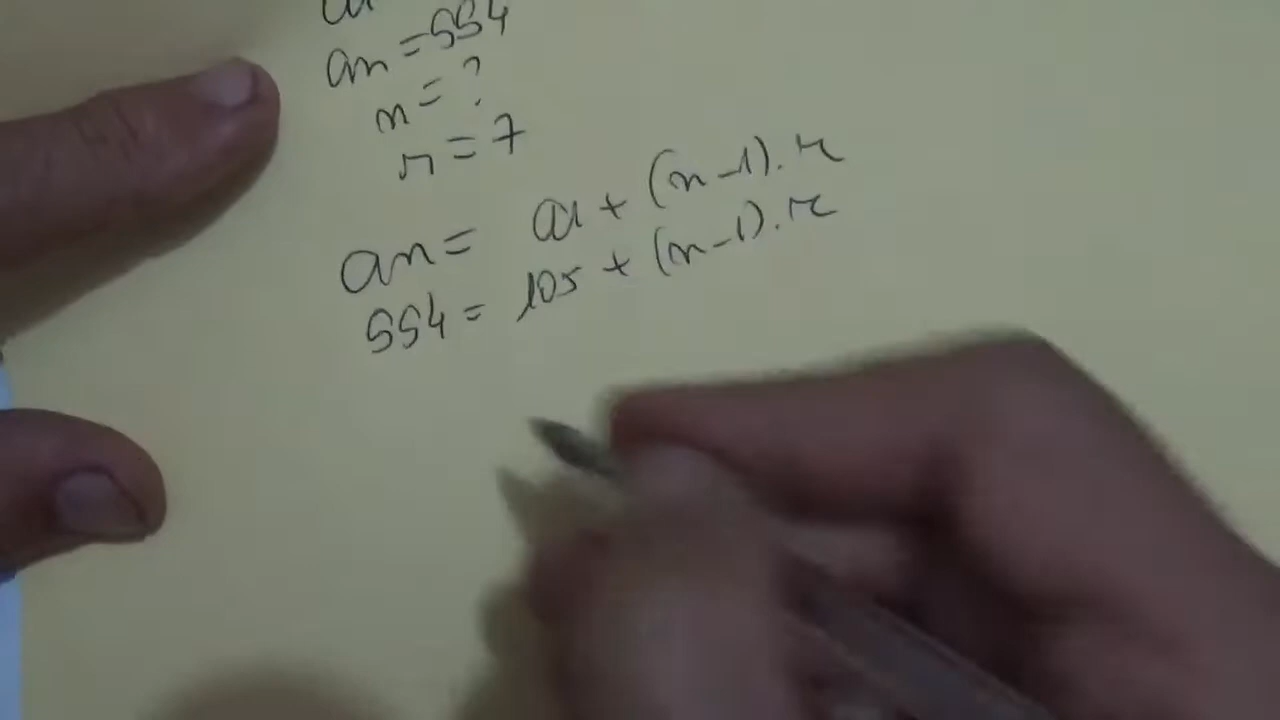 an = 554
n = ?
r = 7
an = a1 + (n-1).r
554 = 105 + (n-1).r